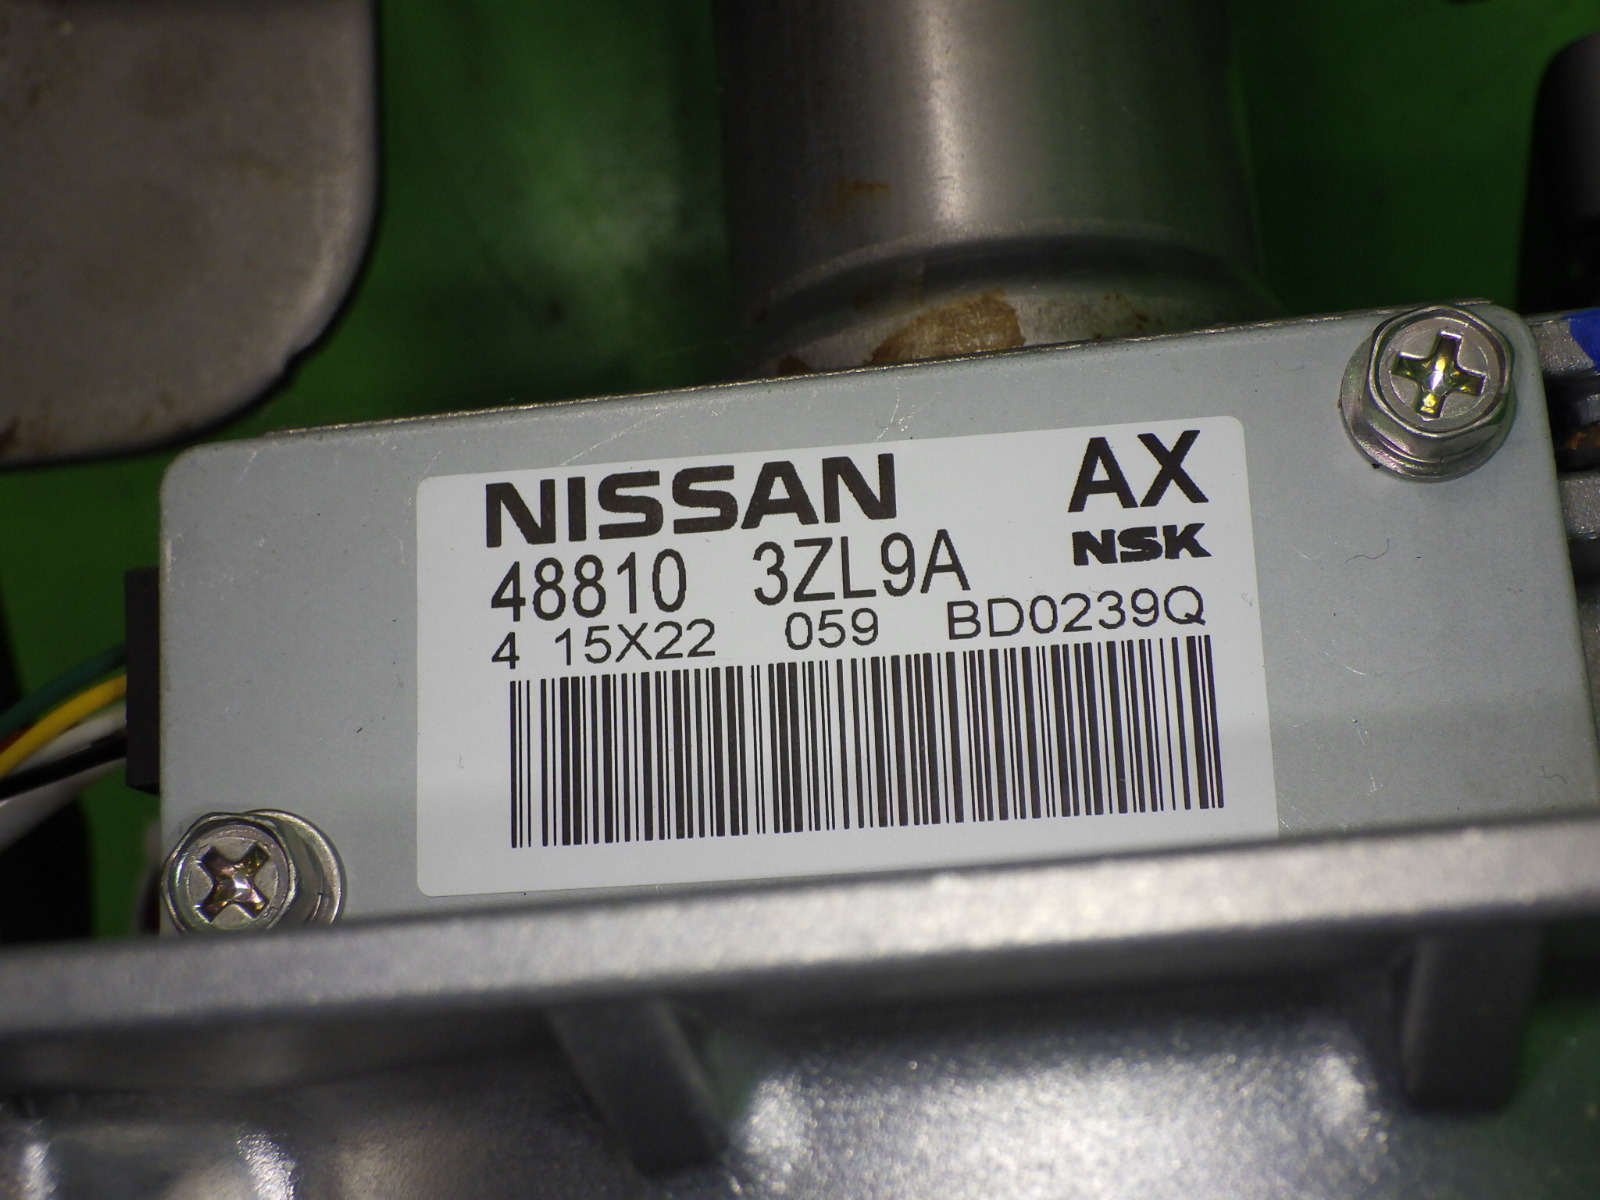 NISSAN AX
48810 3ZL9A NSK
4 15X22 059 BD0239Q